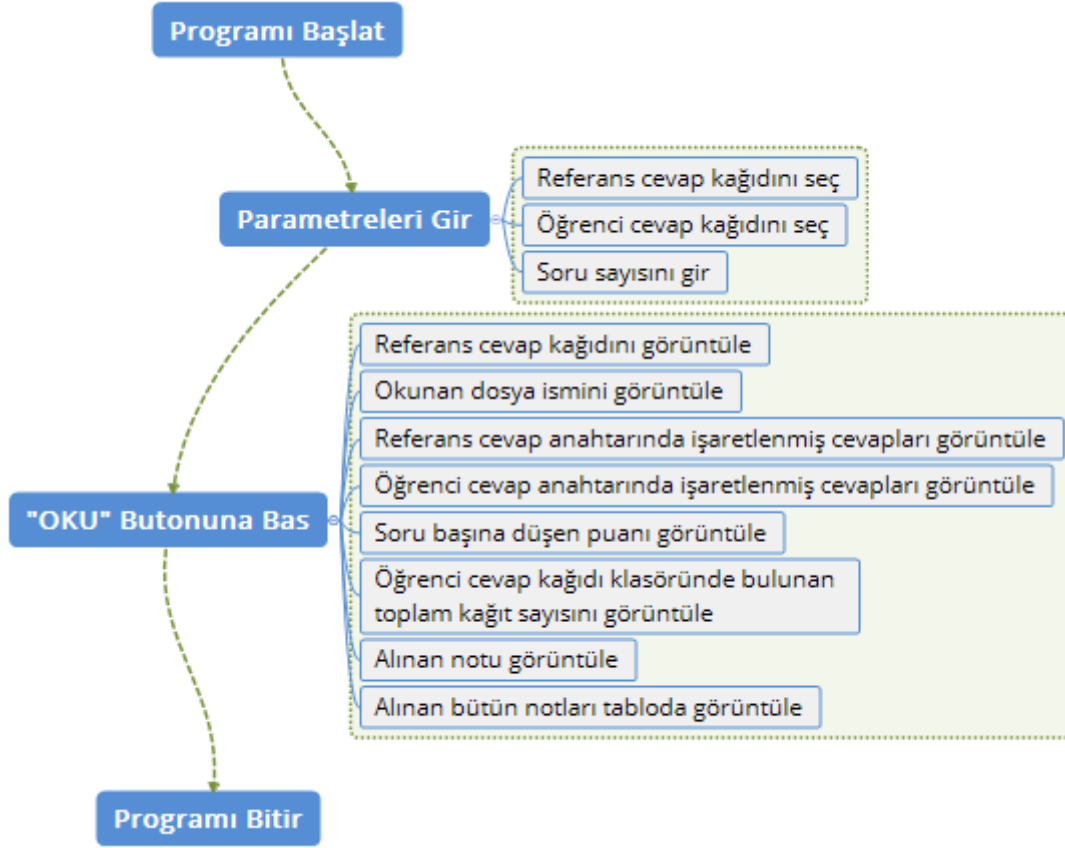 Programı Başlat
Parametreleri Gir
Referans cevap kağıdını seç
Öğrenci cevap kağıdını seç
Soru sayısını gir
"OKU" Butonuna Bas
Referans cevap kağıdını görüntüle
Okunan dosya ismini görüntüle
Referans cevap anahtarında işaretlenmiş cevapları görüntüle
Öğrenci cevap anahtarında işaretlenmiş cevapları görüntüle
Soru başına düşen puanı görüntüle
Öğrenci cevap kağıdı klasöründe bulunan
toplam kağıt sayısını görüntüle
Alınan notu görüntüle
Alınan bütün notları tabloda görüntüle
Programı Bitir